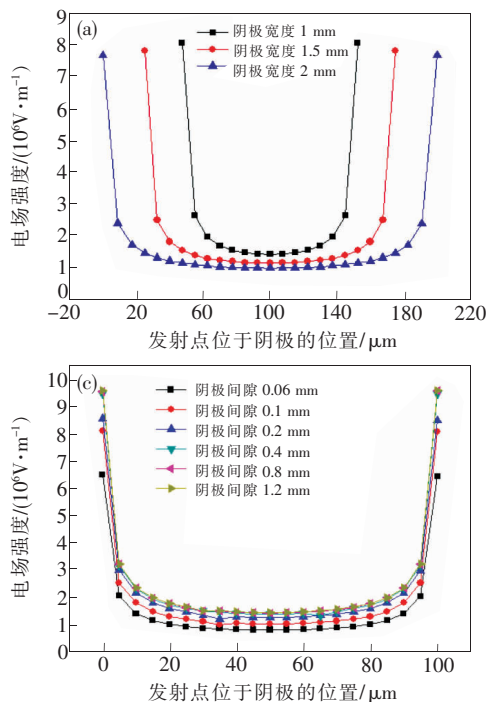 (a)
阴极宽度 1 mm
阴极宽度 1.5 mm
阴极宽度 2 mm
电场强度/(10⁶V·m⁻¹)
9
8
7
6
5
4
3
2
1
0
-20 20 60 100 140 180 220
发射点位于阴极的位置/μm
(c)
阴极间隙 0.06 mm
阴极间隙 0.1 mm
阴极间隙 0.2 mm
阴极间隙 0.4 mm
阴极间隙 0.8 mm
阴极间隙 1.2 mm
电场强度/(10⁶V·m⁻¹)
10
9
8
7
6
5
4
3
2
1
0
0 20 40 60 80 100
发射点位于阴极的位置/μm